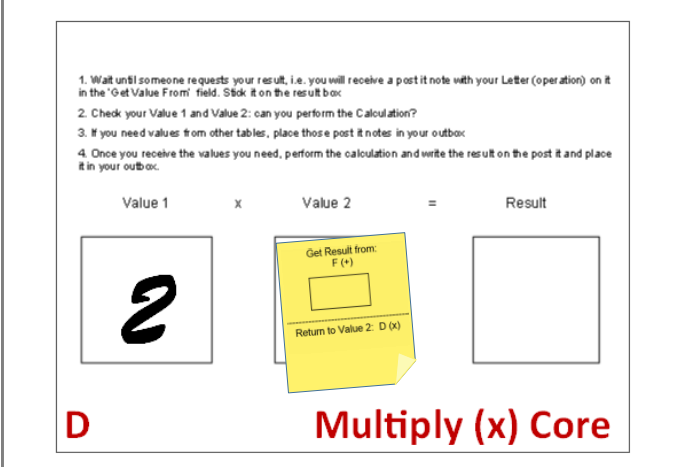 1. Wait until someone requests your result, i.e. you will receive a post it note with your Letter (operation) on it
in the 'Get Value From' field. Stick it on the result box
2. Check your Value 1 and Value 2: can you perform the Calculation?
3. If you need values from other tables, place those post it notes in your outbox
4. Once you receive the values you need, perform the calculation and write the result on the post it and place
it in your outbox.
Value 1 x Value 2 = Result
2
Get Result from:
F (+)
Return to Value 2: D (x)
D Multiply (x) Core